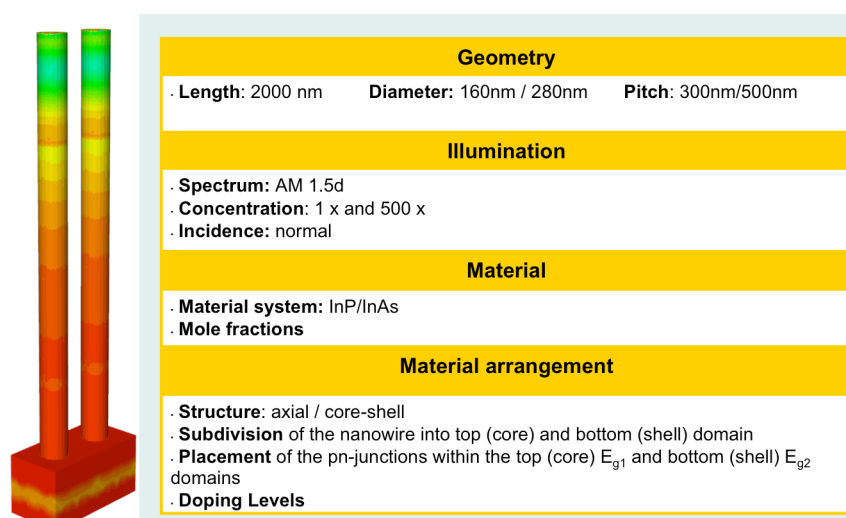 Geometry
· Length: 2000 nm Diameter: 160nm / 280nm Pitch: 300nm/500nm
Illumination
· Spectrum: AM 1.5d
· Concentration: 1 x and 500 x
· Incidence: normal
Material
· Material system: InP/InAs
· Mole fractions
Material arrangement
· Structure: axial / core-shell
· Subdivision of the nanowire into top (core) and bottom (shell) domain
· Placement of the pn-junctions within the top (core) Eg1 and bottom (shell) Eg2
domains
· Doping Levels